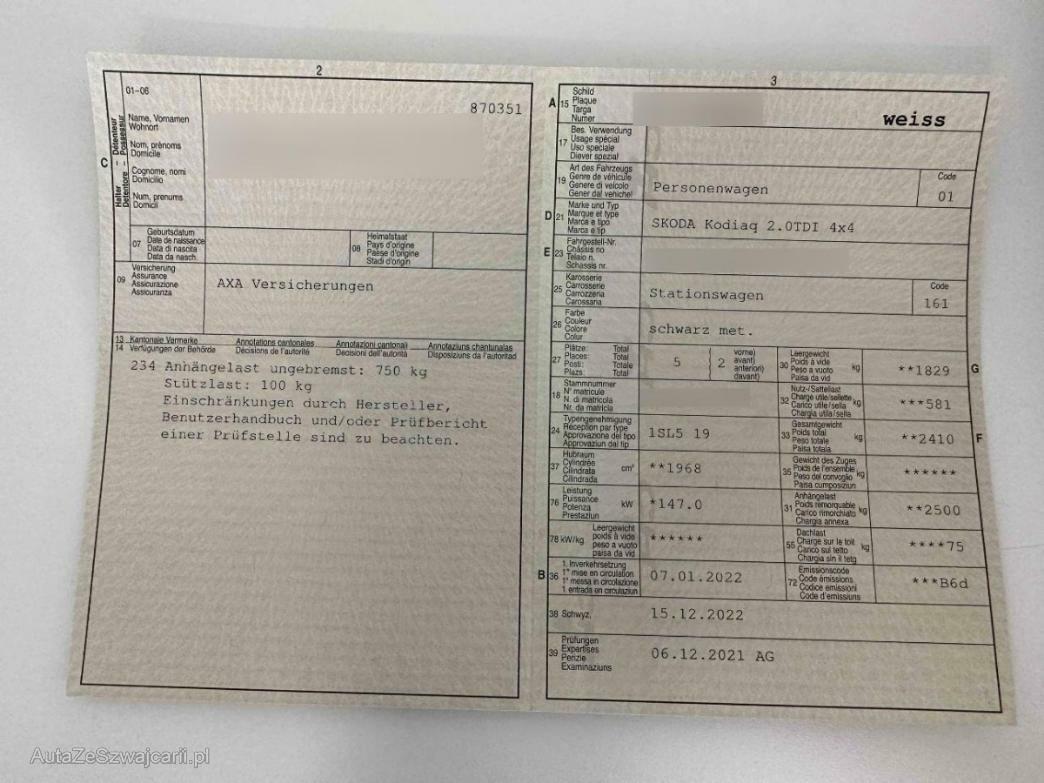 2
01-06
870351
Halter – Détenteur
Detentore – Possessur
C
Name, Vornamen
Wohnort
Nom, prénoms
Domicile
Cognome, nomi
Domicilio
Num, prenums
Domicil
07 Geburtsdatum
Date de naissance
Data di nascita
Data da nasch.
08 Heimatstaat
Pays d'origine
Paese d'origine
Stadi d'origin
09 Versicherung
Assurance
Assicurazione
Assicuranza
AXA Versicherungen
13 Kantonale Vermerke Annotations cantonales Annotazioni cantonali Annotaziuns chantunalas
14 Verfügungen der Behörde Décisions de l'autorité Decisioni dell'autorità Disposiziuns da l'autoritad
234 Anhängelast ungebremst: 750 kg
Stützlast: 100 kg
Einschränkungen durch Hersteller,
Benutzerhandbuch und/oder Prüfbericht
einer Prüfstelle sind zu beachten.
3
A 15 Schild
Plaque
Targa
Numer
weiss
17 Bes. Verwendung
Usage spécial
Uso speciale
Diever spezial
19 Art des Fahrzeugs
Genre de véhicule
Genere di veicolo
Gener dal vehichel
Personenwagen
Code
01
D 21 Marke und Typ
Marque et type
Marca e tipo
Marca e tip
SKODA Kodiaq 2.0TDI 4x4
E 23 Fahrgestell-Nr.
Châssis no
Telaio n.
Schassis nr.
25 Karosserie
Carrosserie
Carrozzeria
Carossaria
Stationswagen
Code
161
26 Farbe
Couleur
Colore
Colur
schwarz met.
27 Plätze: Total
Places: Total
Posti: Totale
Plazs: Total
5
2
vorne)
avant)
anteriori)
davant)
30 Leergewicht
Poids à vide
Peso a vuoto
Paisa da vid
kg
**1829
G
18 Stammnummer
N° matricule
N. di matricola
Nr. da matricla
32 Nutz-/Sattellast
Charge utile/sellette
Carico utile/sella
Chargia utila/sella
kg
***581
24 Typengenehmigung
Réception par type
Approvazione del tipo
Approvaziun dal tip
1SL5 19
33 Gesamtgewicht
Poids total
Peso totale
Paisa totala
kg
**2410
F
37 Hubraum
Cylindrée
Cilindrata
Cilindrada
cm³
**1968
35 Gewicht des Zuges
Poids de l'ensemble
Peso del convoglio
Paisa cumposiziun
kg
******
76 Leistung
Puissance
Potenza
Prestaziun
kW
*147.0
31 Anhängelast
Poids remorquable
Carico rimorchiato
Chargia annexa
kg
**2500
78 kW/kg
Leergewicht
poids à vide
peso a vuoto
paisa da vid
******
55 Dachlast
Charge sur le toit
Carico sul tetto
Chargia sin il tetg
kg
****75
B 36 1. Inverkehrsetzung
1re mise en circulation
1a messa in circolazione
1. entrada en circulaziun
07.01.2022
72 Emissionscode
Code émissions
Codice emissioni
Code d'emissiuns
***B6d
38 Schwyz,
15.12.2022
39 Prüfungen
Expertises
Perizie
Examinaziuns
06.12.2021 AG
AutaZeSzwajcarii.pl